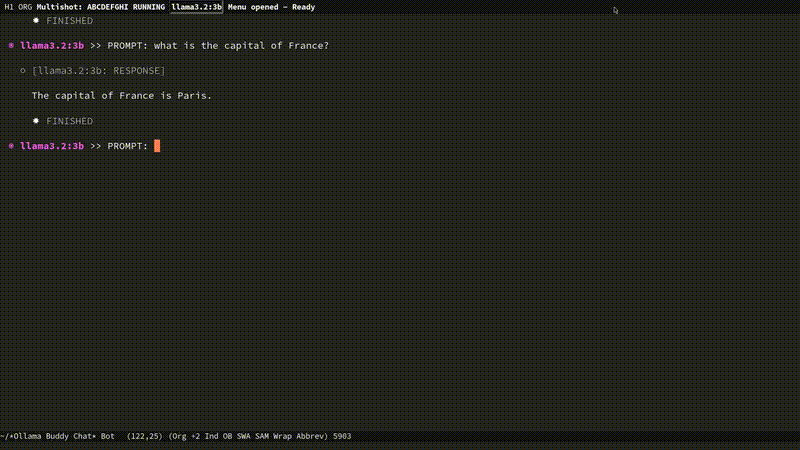 H1 ORG Multishot: ABCDEFGHI RUNNING llama3.2:3b Menu opened - Ready
FINISHED
llama3.2:3b >> PROMPT: what is the capital of France?
[llama3.2:3b: RESPONSE]
The capital of France is Paris.
FINISHED
llama3.2:3b >> PROMPT:
~/*Ollama Buddy Chat* Bot (122,25) (Org +2 Ind OB SWA SAM Wrap Abbrev) 5903